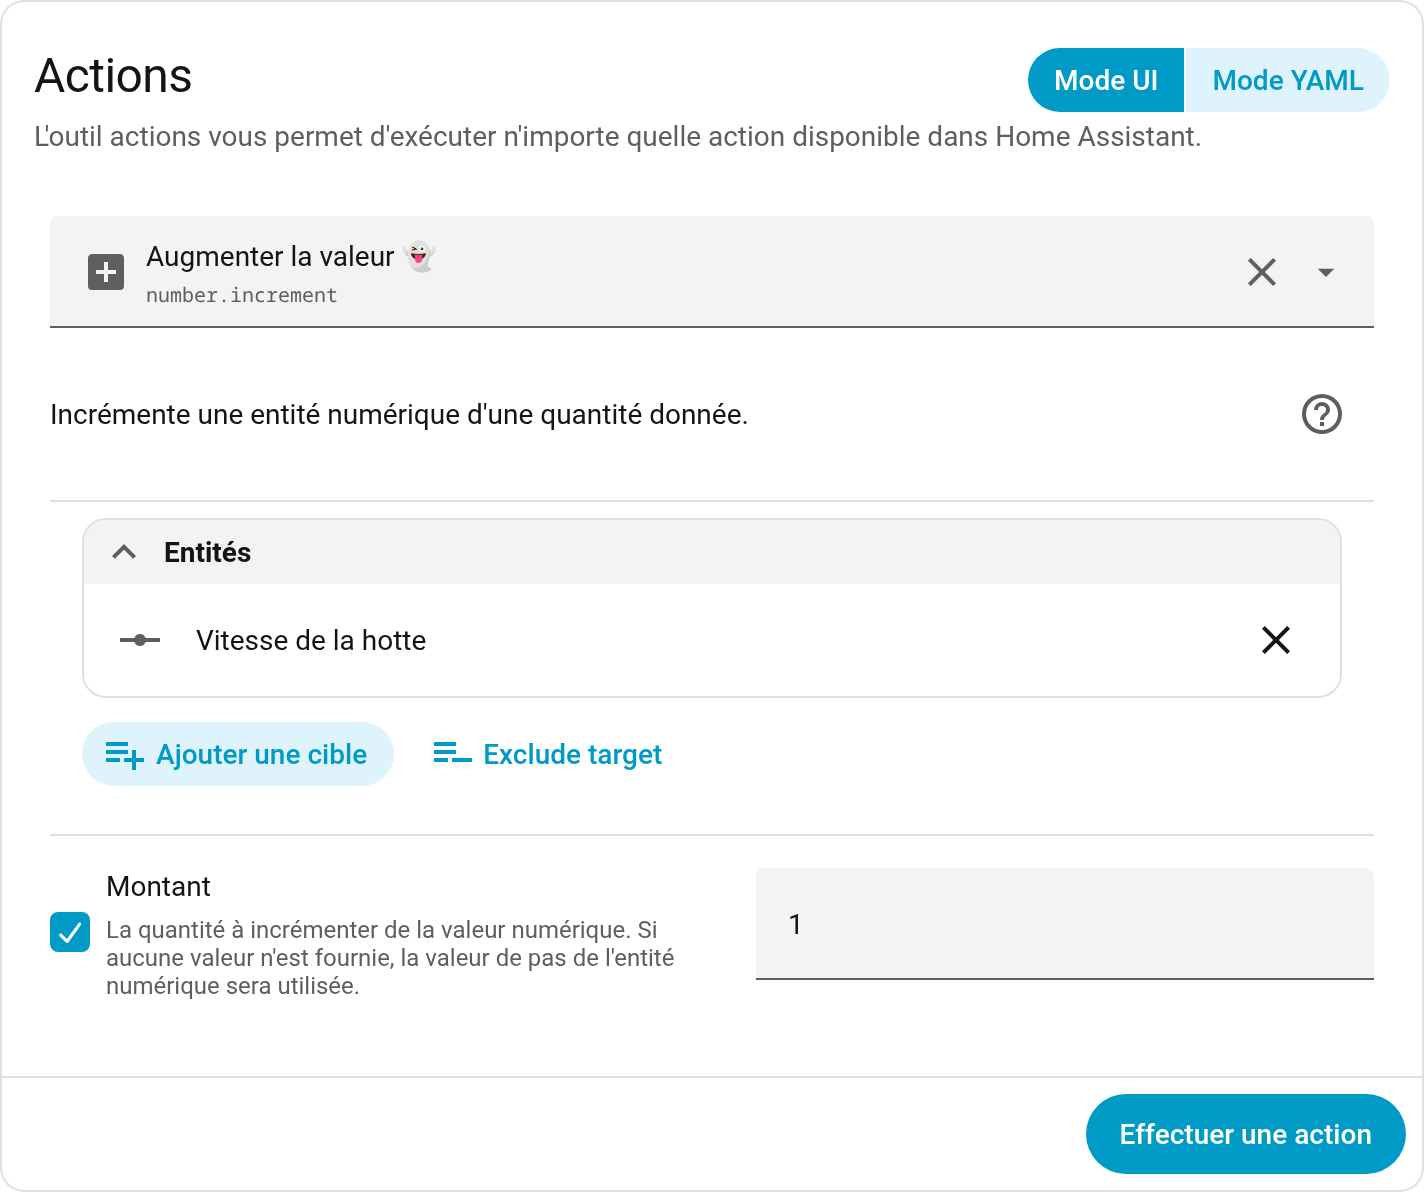 Actions
Mode UI
Mode YAML
L'outil actions vous permet d'exécuter n'importe quelle action disponible dans Home Assistant.
Augmenter la valeur 👻
number.increment
Incrémente une entité numérique d'une quantité donnée.
Entités
Vitesse de la hotte
Ajouter une cible
Exclude target
Montant
La quantité à incrémenter de la valeur numérique. Si
aucune valeur n'est fournie, la valeur de pas de l'entité
numérique sera utilisée.
1
Effectuer une action